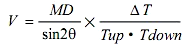 V = MD / sin2θ × ΔT / Tup • Tdown